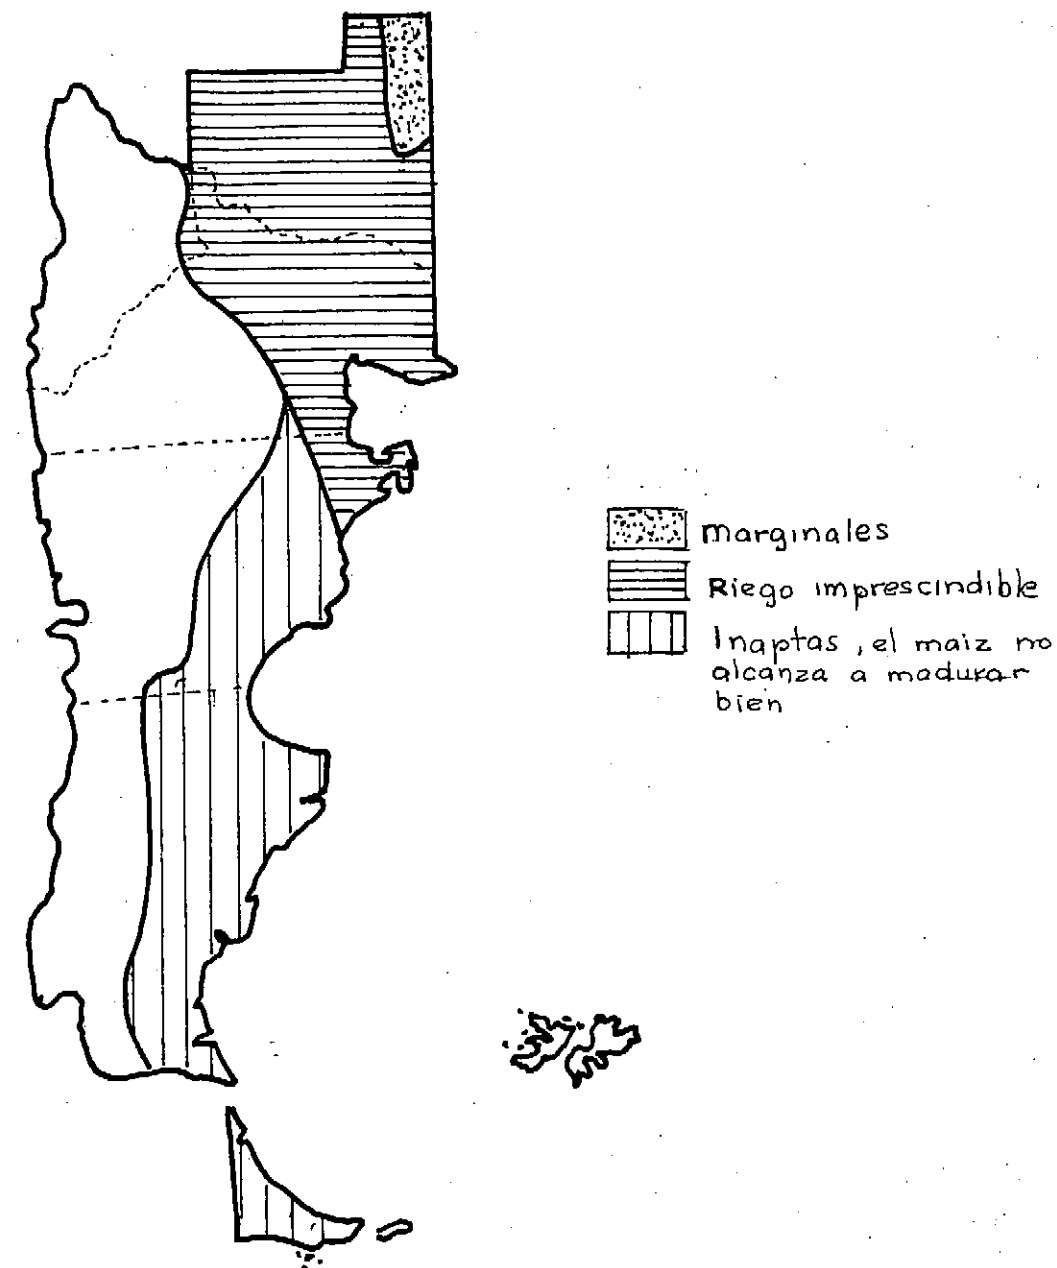 marginales
Riego imprescindible
Inaptas, el maiz no
alcanza a madurar
bien